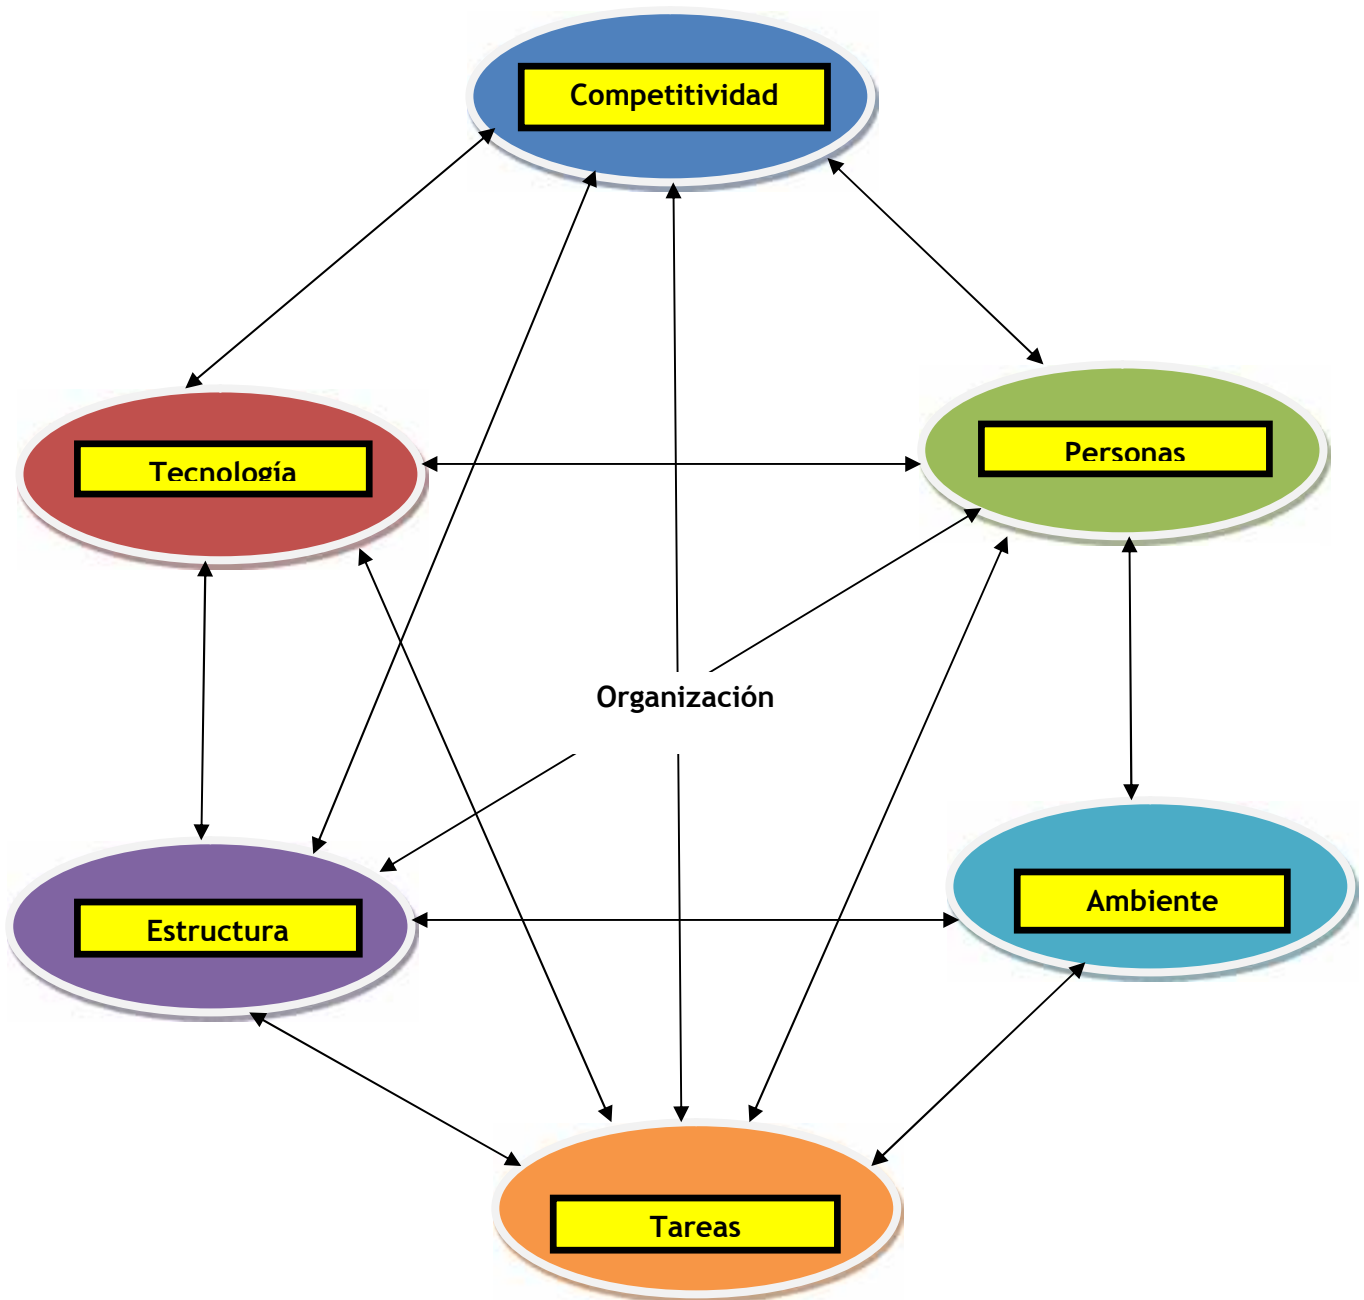 Competitividad
Tecnología
Personas
Organización
Ambiente
Estructura
Tareas